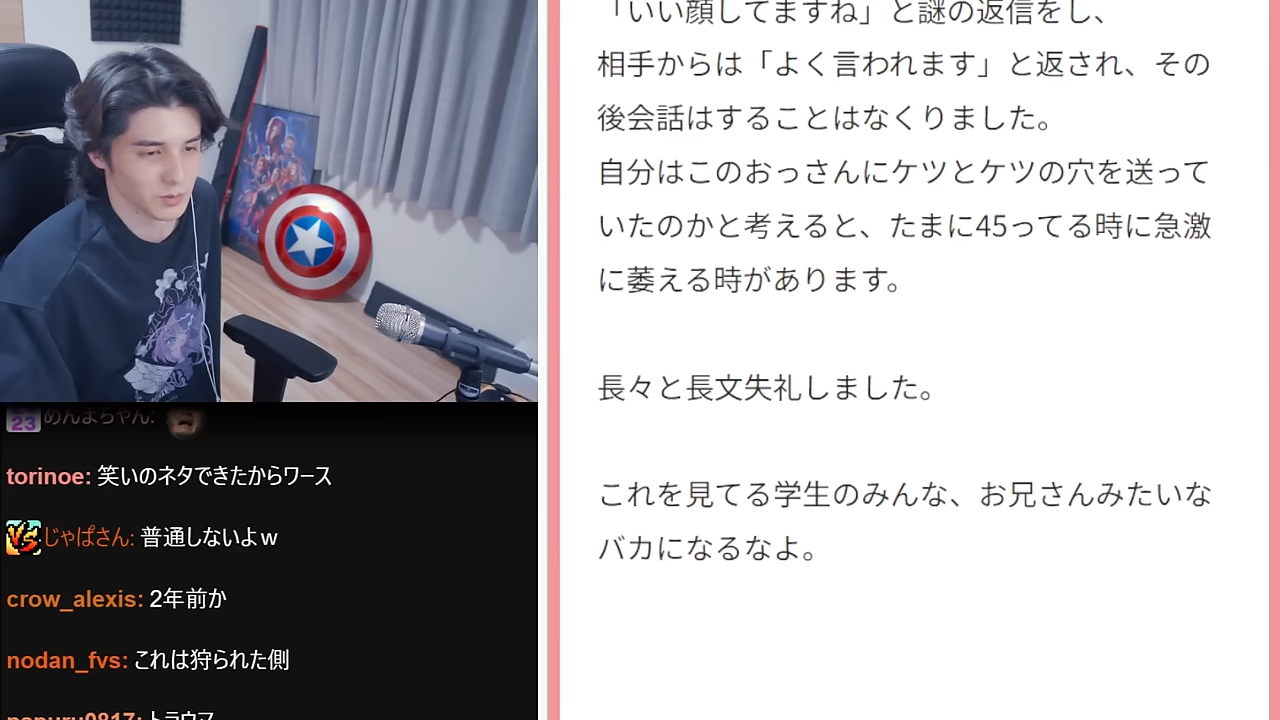 「いい顔してますね」と謎の返信をし、
相手からは「よく言われます」と返され、その
後会話はすることはなくりました。
自分はこのおっさんにケツとケツの穴を送って
いたのかと考えると、たまに45ってる時に急激
に萎える時があります。
長々と長文失礼しました。
これを見てる学生のみんな、お兄さんみたいな
バカになるなよ。
23 めんまちゃん:
torinoe: 笑いのネタできたからワース
VS じゃぱさん: 普通しないよｗ
crow_alexis: 2年前か
nodan_fvs: これは狩られた側